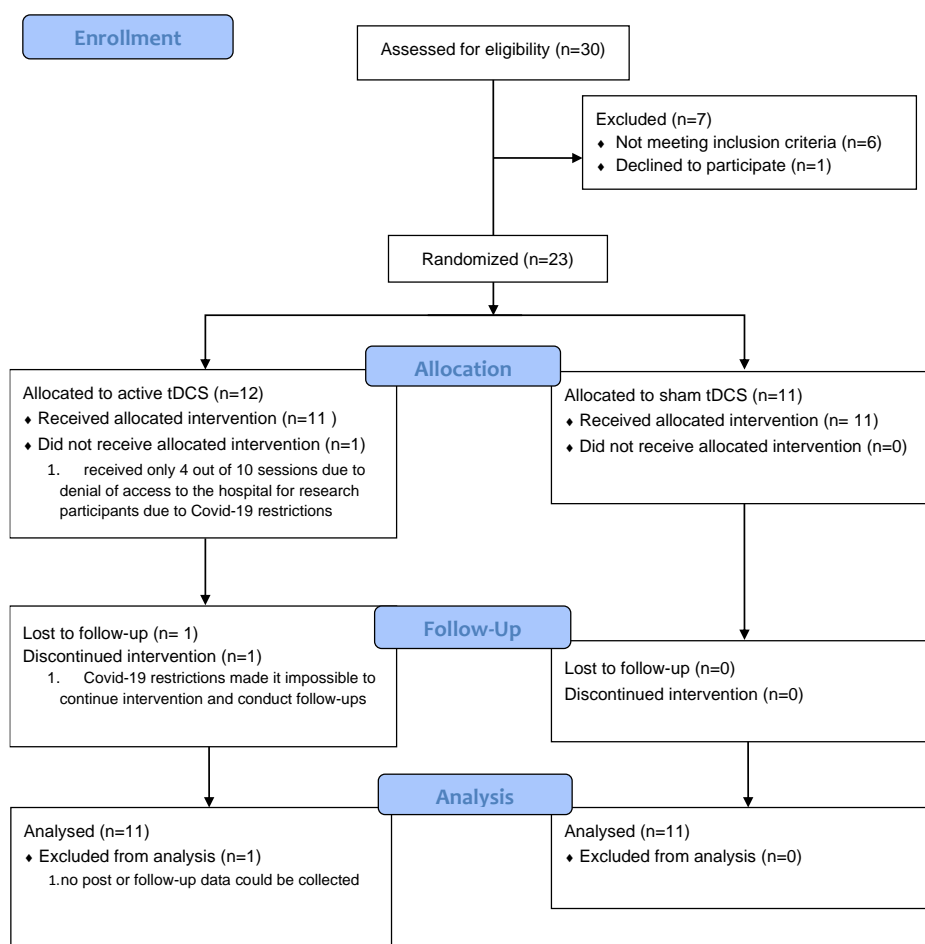 Enrollment
Assessed for eligibility (n=30)
Excluded (n=7)
♦ Not meeting inclusion criteria (n=6)
♦ Declined to participate (n=1)
Randomized (n=23)
Allocation
Allocated to active tDCS (n=12)
♦ Received allocated intervention (n=11 )
♦ Did not receive allocated intervention (n=1)
1. received only 4 out of 10 sessions due to
denial of access to the hospital for research
participants due to Covid-19 restrictions
Allocated to sham tDCS (n=11)
♦ Received allocated intervention (n= 11)
♦ Did not receive allocated intervention (n=0)
Follow-Up
Lost to follow-up (n= 1)
Discontinued intervention (n=1)
1. Covid-19 restrictions made it impossible to
continue intervention and conduct follow-ups
Lost to follow-up (n=0)
Discontinued intervention (n=0)
Analysis
Analysed (n=11)
♦ Excluded from analysis (n=1)
1.no post or follow-up data could be collected
Analysed (n=11)
♦ Excluded from analysis (n=0)